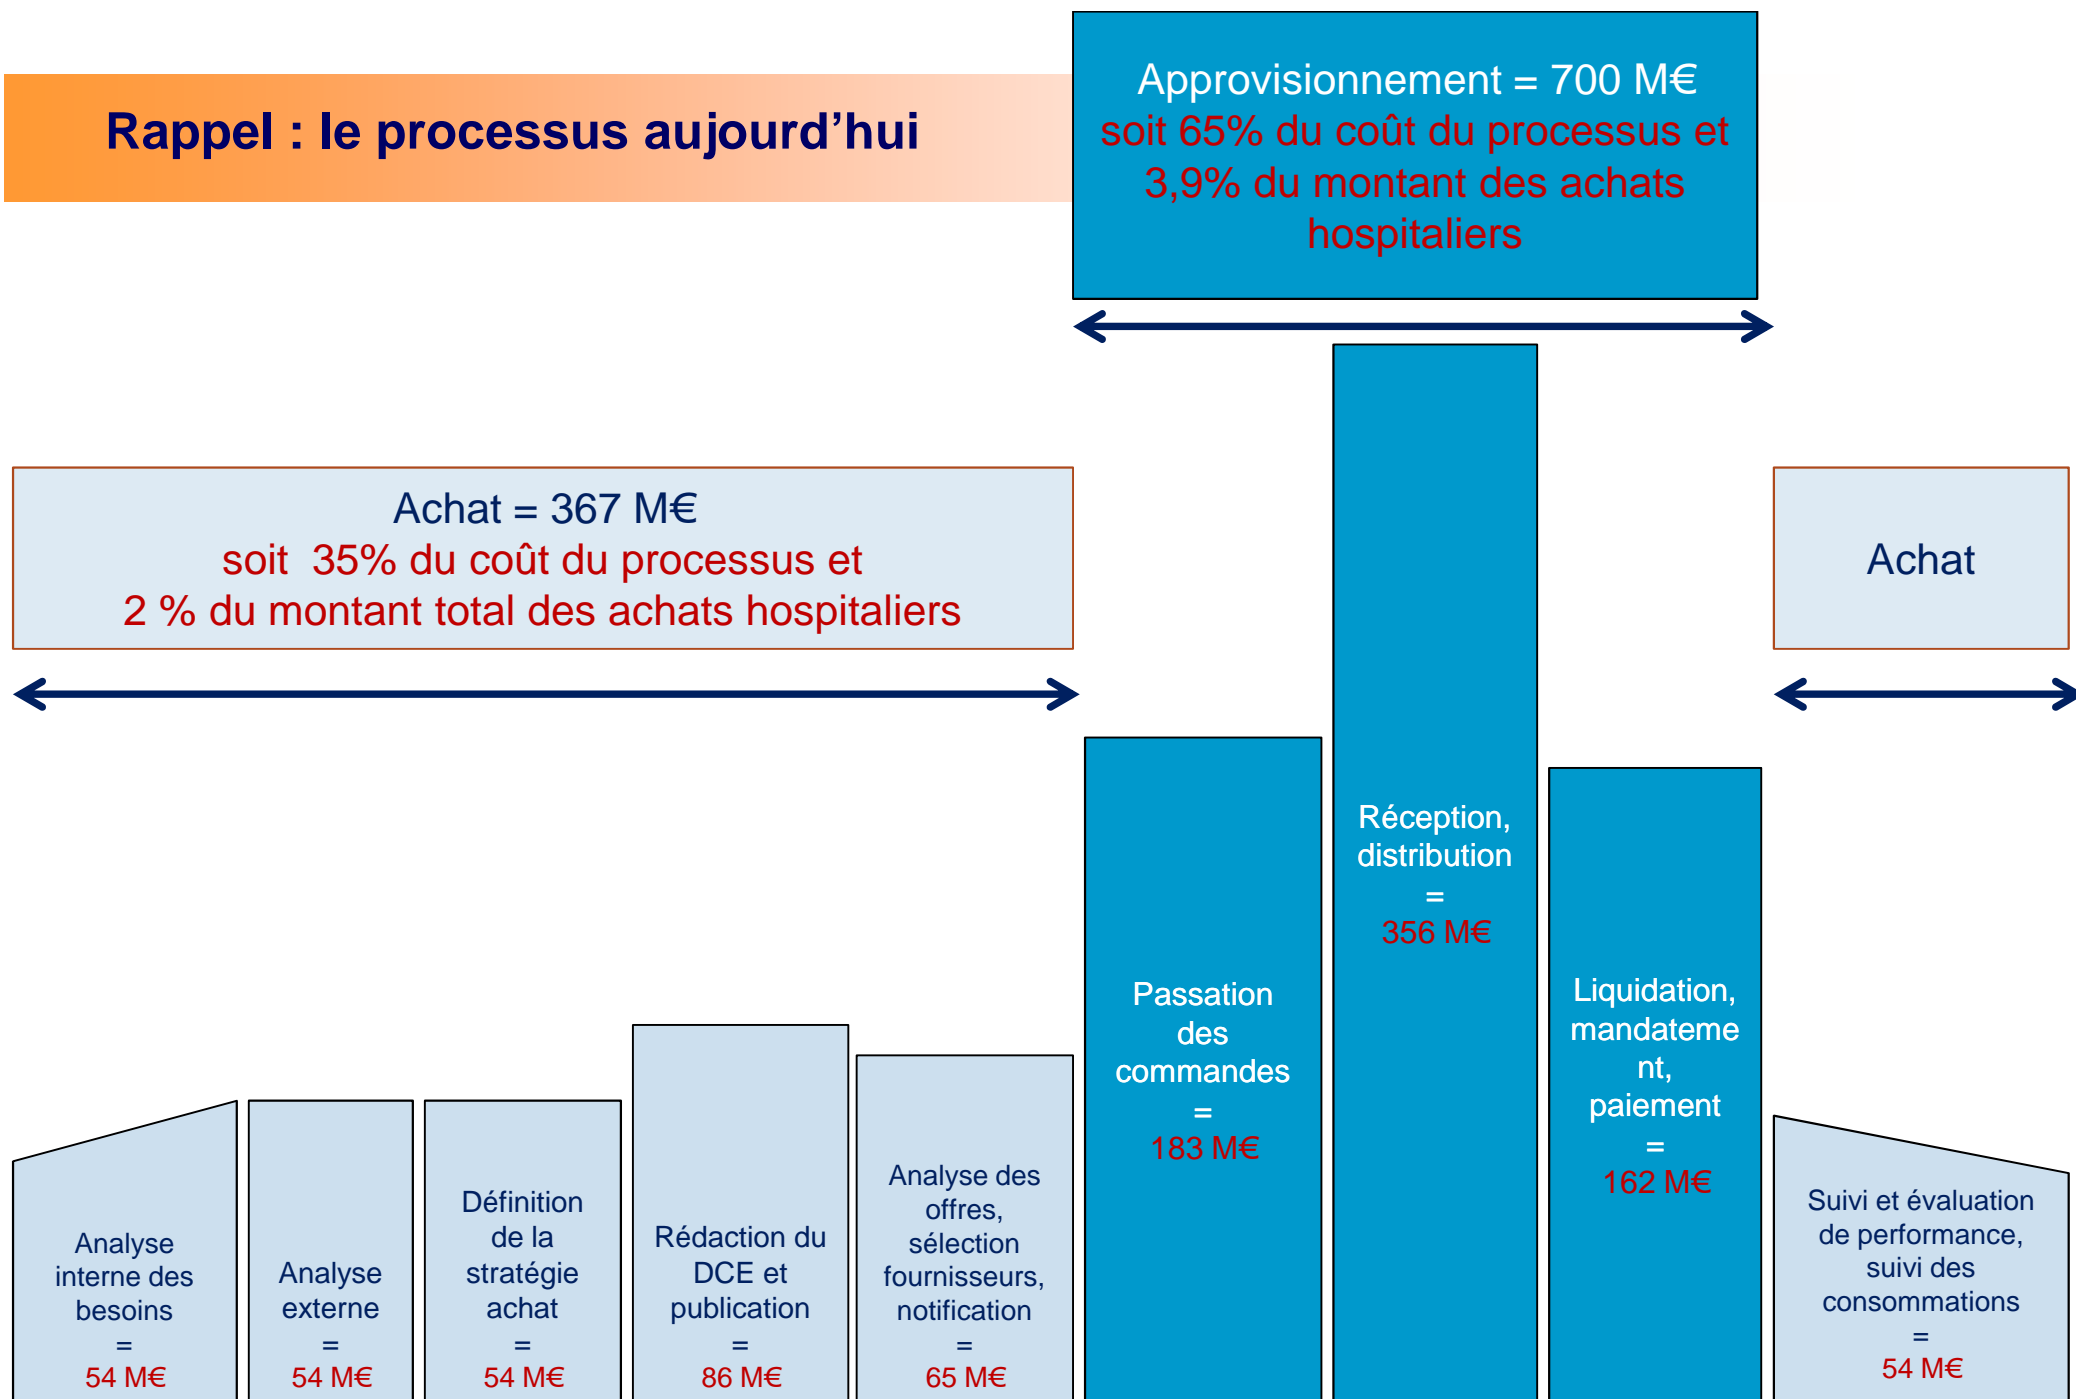 Rappel : le processus aujourd’hui
Approvisionnement = 700 M€
soit 65% du coût du processus et
3,9% du montant des achats
hospitaliers
Achat = 367 M€
soit  35% du coût du processus et
2 % du montant total des achats hospitaliers
Achat
Analyse
interne des
besoins
=
54 M€
Analyse
externe
=
54 M€
Définition
de la
stratégie
achat
=
54 M€
Rédaction du
DCE et
publication
=
86 M€
Analyse des
offres,
sélection
fournisseurs,
notification
=
65 M€
Passation
des
commandes
=
183 M€
Réception,
distribution
=
356 M€
Liquidation,
mandateme
nt,
paiement
=
162 M€
Suivi et évaluation
de performance,
suivi des
consommations
=
54 M€